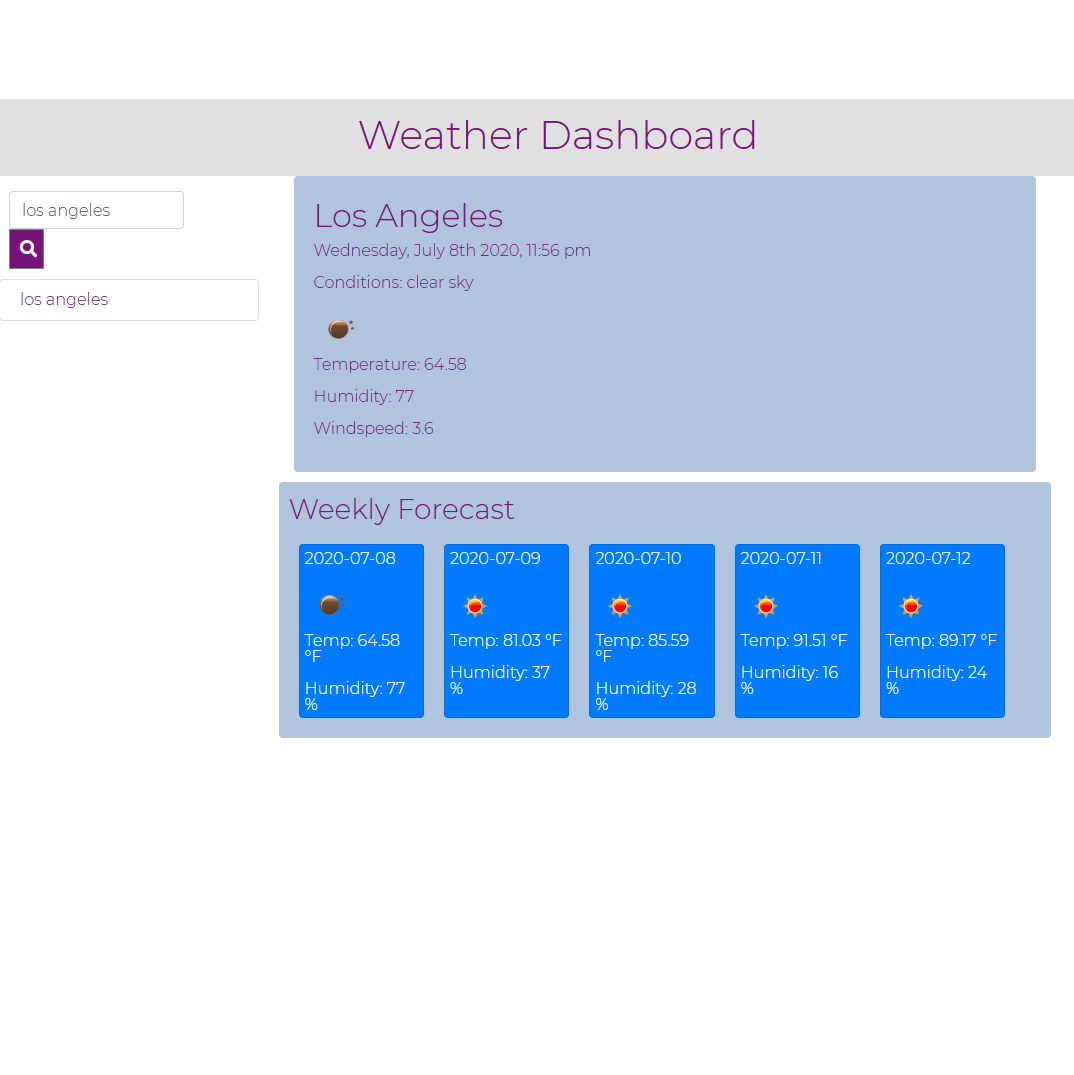 Weather Dashboard
los angeles
los angeles
Los Angeles
Wednesday, July 8th 2020, 11:56 pm
Conditions: clear sky
Temperature: 64.58
Humidity: 77
Windspeed: 3.6
Weekly Forecast
2020-07-08
Temp: 64.58
°F
Humidity: 77
%
2020-07-09
Temp: 81.03 °F
Humidity: 37
%
2020-07-10
Temp: 85.59
°F
Humidity: 28
%
2020-07-11
Temp: 91.51 °F
Humidity: 16
%
2020-07-12
Temp: 89.17 °F
Humidity: 24
%